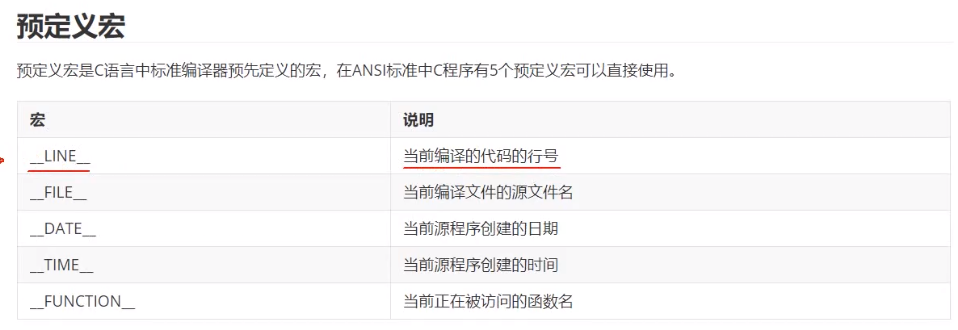 预定义宏
预定义宏是C语言中标准编译器预先定义的宏，在ANSI标准中C程序有5个预定义宏可以直接使用。
宏 说明
__LINE__ 当前编译的代码的行号
__FILE__ 当前编译文件的源文件名
__DATE__ 当前源程序创建的日期
__TIME__ 当前源程序创建的时间
__FUNCTION__ 当前正在被访问的函数名